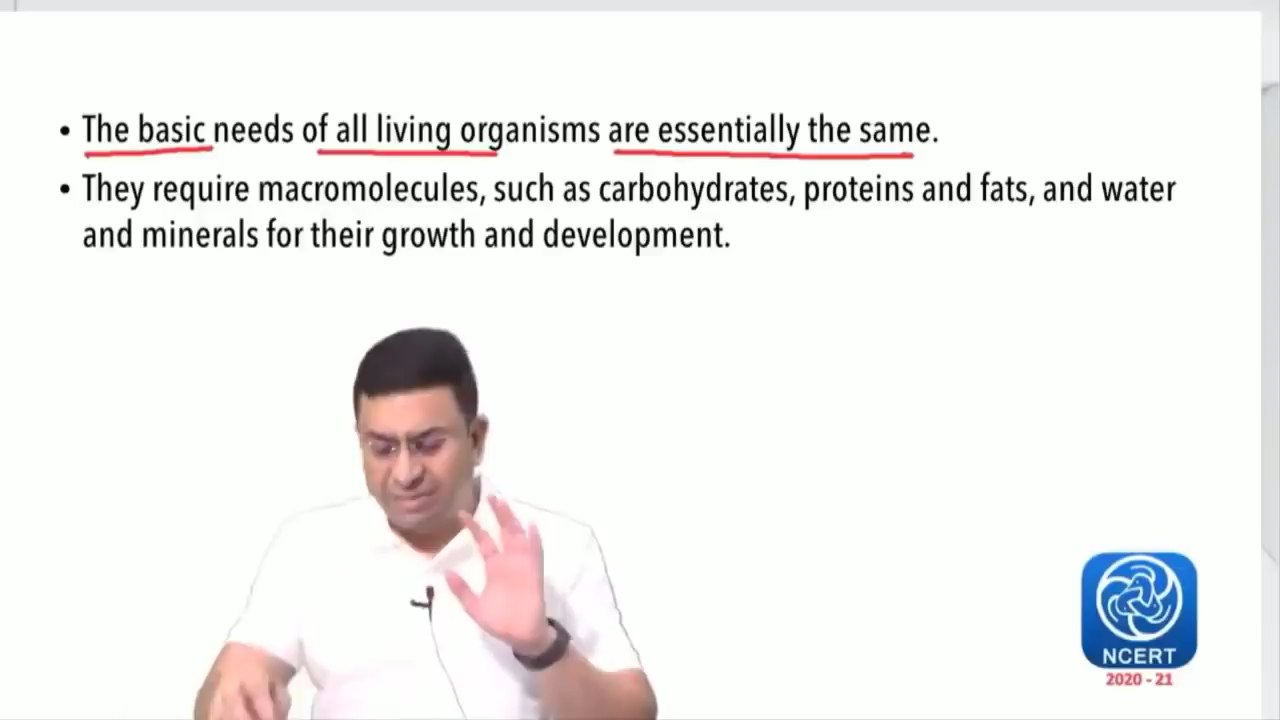 • The basic needs of all living organisms are essentially the same.
• They require macromolecules, such as carbohydrates, proteins and fats, and water
and minerals for their growth and development.
NCERT
2020 - 21